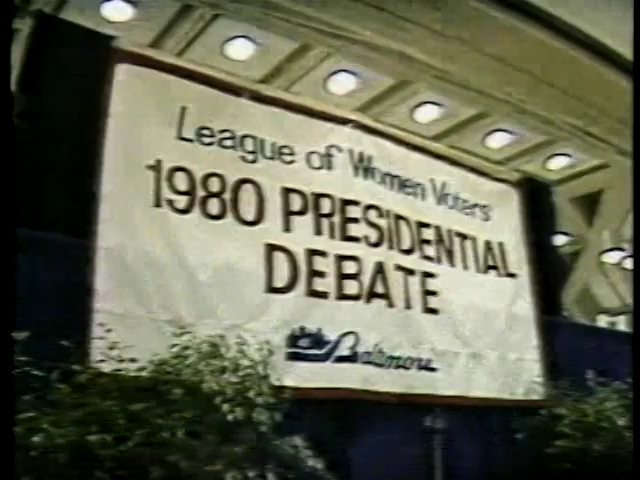 League of Women Voters'
1980 PRESIDENTIAL
DEBATE
Baltimore